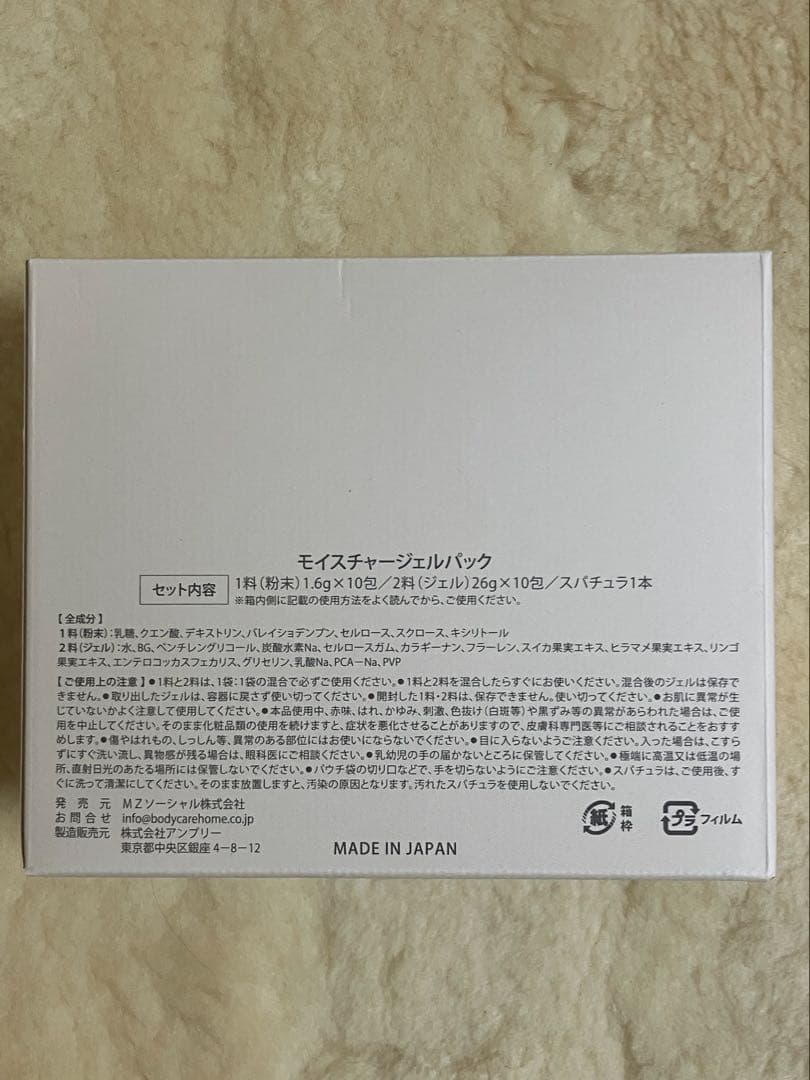 モイスチャージェルパック
セット内容 1料（粉末）1.6g×10包／2料（ジェル）26g×10包／スパチュラ1本
※箱内側に記載の使用方法をよく読んでから、ご使用ください。
【全成分】
1料（粉末）：乳糖、クエン酸、デキストリン、バレイショデンプン、セルロース、スクロース、キシリトール
2料（ジェル）：水、BG、ペンチレングリコール、炭酸水素Na、セルロースガム、カラギーナン、フラーレン、スイカ果実エキス、ヒラマメ果実エキス、リンゴ
果実エキス、エンテロコッカスフェカリス、グリセリン、乳酸Na、PCA－Na、PVP
【ご使用上の注意】●1料と2料は、1袋：1袋の混合で必ずご使用ください。●1料と2料を混合したらすぐにお使いください。混合後のジェルは保存で
きません。●取り出したジェルは、容器に戻さず使い切ってください。●開封した1料・2料は、保存できません。使い切ってください。●お肌に異常が生
じていないかよく注意して使用してください。●本品使用中、赤味、はれ、かゆみ、刺激、色抜け（白斑等）や黒ずみ等の異常があらわれた場合は、ご使
用を中止してください。そのまま化粧品類の使用を続けますと、症状を悪化させることがありますので、皮膚科専門医等にご相談されることをおすす
めします。●傷やはれもの、しっしん等、異常のある部位にはお使いにならないでください。●目に入らないようご注意ください。入った場合は、こすら
ずにすぐ洗い流し、異物感が残る場合は、眼科医にご相談ください。●乳幼児の手の届かないところに保管してください。●極端に高温又は低温の場
所、直射日光のあたる場所には保管しないでください。●パウチ袋の切り口などで、手を切らないようにご注意ください。●スパチュラは、ご使用後、す
ぐに洗って清潔にしてください。そのまま放置しますと、汚染の原因となります。汚れたスパチュラを使用しないでください。
発売元 MZソーシャル株式会社
お問合せ info@bodycarehome.co.jp
製造販売元 株式会社アンブリー
東京都中央区銀座 4－8－12
MADE IN JAPAN
紙 箱 枠
プラ フィルム